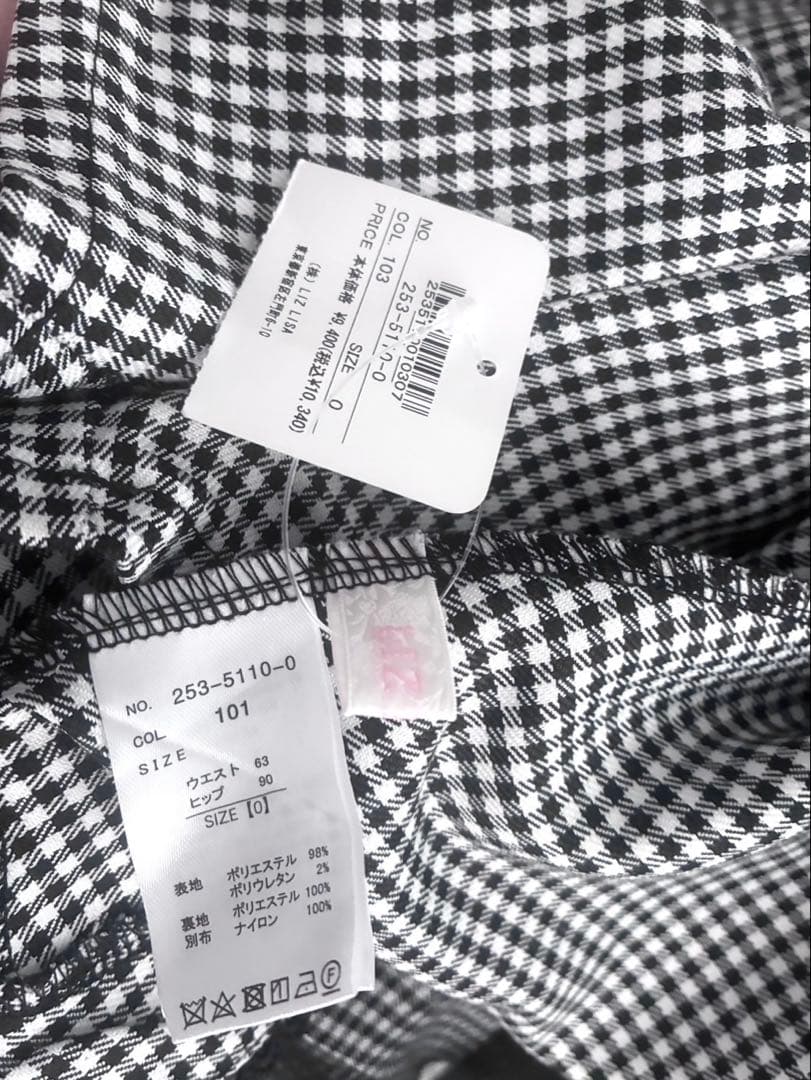 NO. 253-5110-0
COL. 103 SIZE 0
PRICE 本体価格 ¥9,400(税込¥10,340)
(株) LIZ LISA
NO. 253-5110-0
COL 101
SIZE
ウエスト 63
ヒップ 90
SIZE【0】
表地 ポリエステル 98%
ポリウレタン 2%
裏地 ポリエステル 100%
別布 ナイロン 100%
F